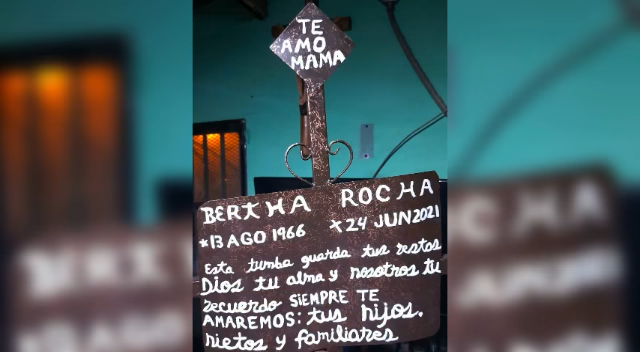 TE
AMO
MAMA
BERTHA ROCHA
*13 AGO 1966 +24 JUN 2021
Esta tumba guarda tus restos
Dios tu alma y nosotros tu
recuerdo SIEMPRE TE
AMAREMOS: tus hijos.
nietos y familiares